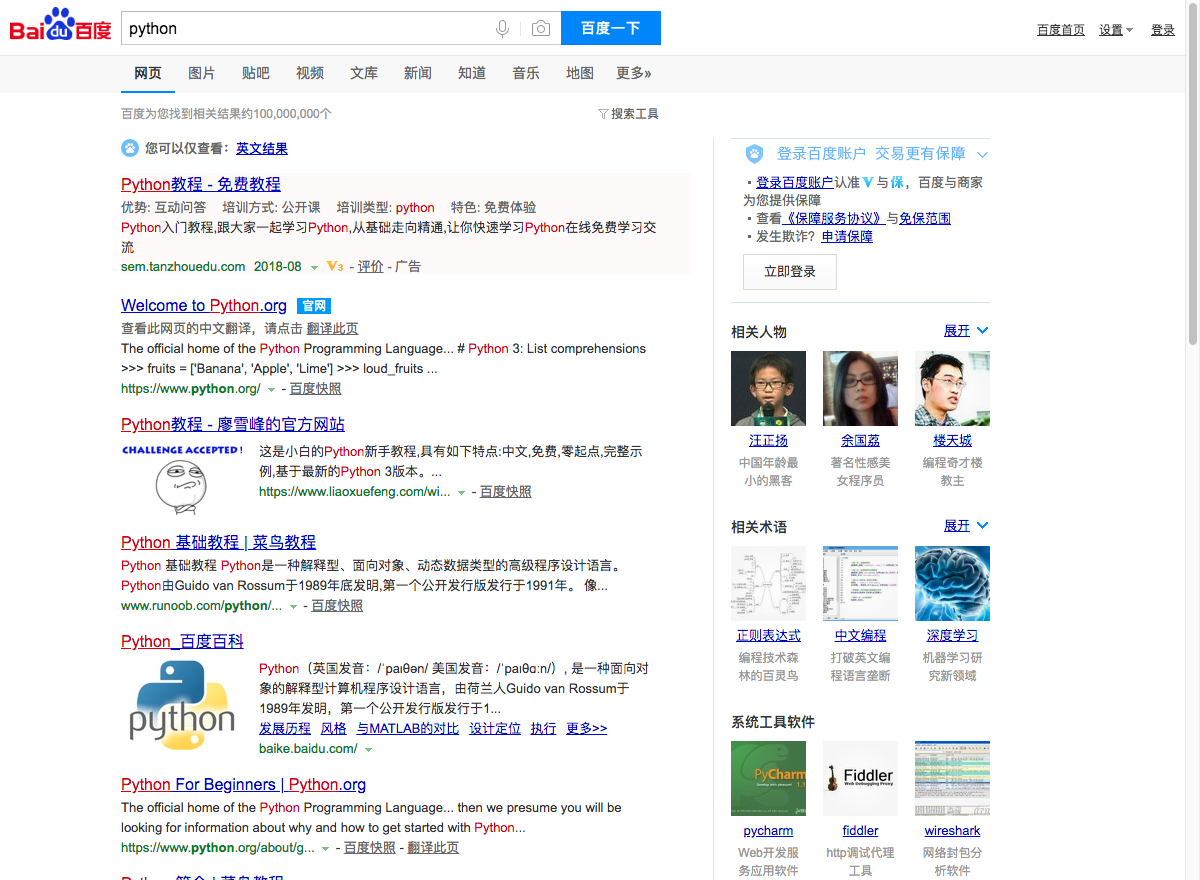 Bai du 百度
python
百度一下
百度首页 设置 登录
网页 图片 贴吧 视频 文库 新闻 知道 音乐 地图 更多»
百度为您找到相关结果约100,000,000个
搜索工具
您可以仅查看：英文结果
Python教程 - 免费教程
优势: 互动问答 培训方式: 公开课 培训类型: python 特色: 免费体验
Python入门教程,跟大家一起学习Python,从基础走向精通,让你快速学习Python在线免费学习交
流
sem.tanzhouedu.com 2018-08 V3 - 评价 - 广告
Welcome to Python.org 官网
查看此网页的中文翻译，请点击 翻译此页
The official home of the Python Programming Language... # Python 3: List comprehensions
>>> fruits = ['Banana', 'Apple', 'Lime'] >>> loud_fruits ...
https://www.python.org/ - 百度快照
Python教程 - 廖雪峰的官方网站
CHALLENGE ACCEPTED!
这是小白的Python新手教程,具有如下特点:中文,免费,零起点,完整示
例,基于最新的Python 3版本。...
https://www.liaoxuefeng.com/wi... - 百度快照
Python 基础教程 | 菜鸟教程
Python 基础教程 Python是一种解释型、面向对象、动态数据类型的高级程序设计语言。
Python由Guido van Rossum于1989年底发明,第一个公开发行版发行于1991年。 像...
www.runoob.com/python/... - 百度快照
Python_百度百科
python
Python（英国发音：/ˈpaɪθən/ 美国发音：/ˈpaɪθɑːn/）, 是一种面向对
象的解释型计算机程序设计语言，由荷兰人Guido van Rossum于
1989年发明，第一个公开发行版发行于1...
发展历程 风格 与MATLAB的对比 设计定位 执行 更多>>
baike.baidu.com/
Python For Beginners | Python.org
The official home of the Python Programming Language... then we presume you will be
looking for information about why and how to get started with Python...
https://www.python.org/about/g... - 百度快照 - 翻译此页
Python 简介 | 菜鸟教程
登录百度账户 交易更有保障
·登录百度账户认准V与保，百度与商家
为您提供保障
·查看《保障服务协议》与免保范围
·发生欺诈？申请保障
立即登录
相关人物 展开
汪正扬 余国荔 楼天城
中国年龄最 著名性感美 编程奇才楼
小的黑客 女程序员 教主
相关术语 展开
正则表达式 中文编程 深度学习
编程技术森 打破英文编 机器学习研
林的百灵鸟 程语言垄断 究新领域
系统工具软件
PyCharm
Fiddler
Web Debugging Proxy
pycharm fiddler wireshark
Web开发服 http调试代理 网络封包分
务应用软件 工具 析软件